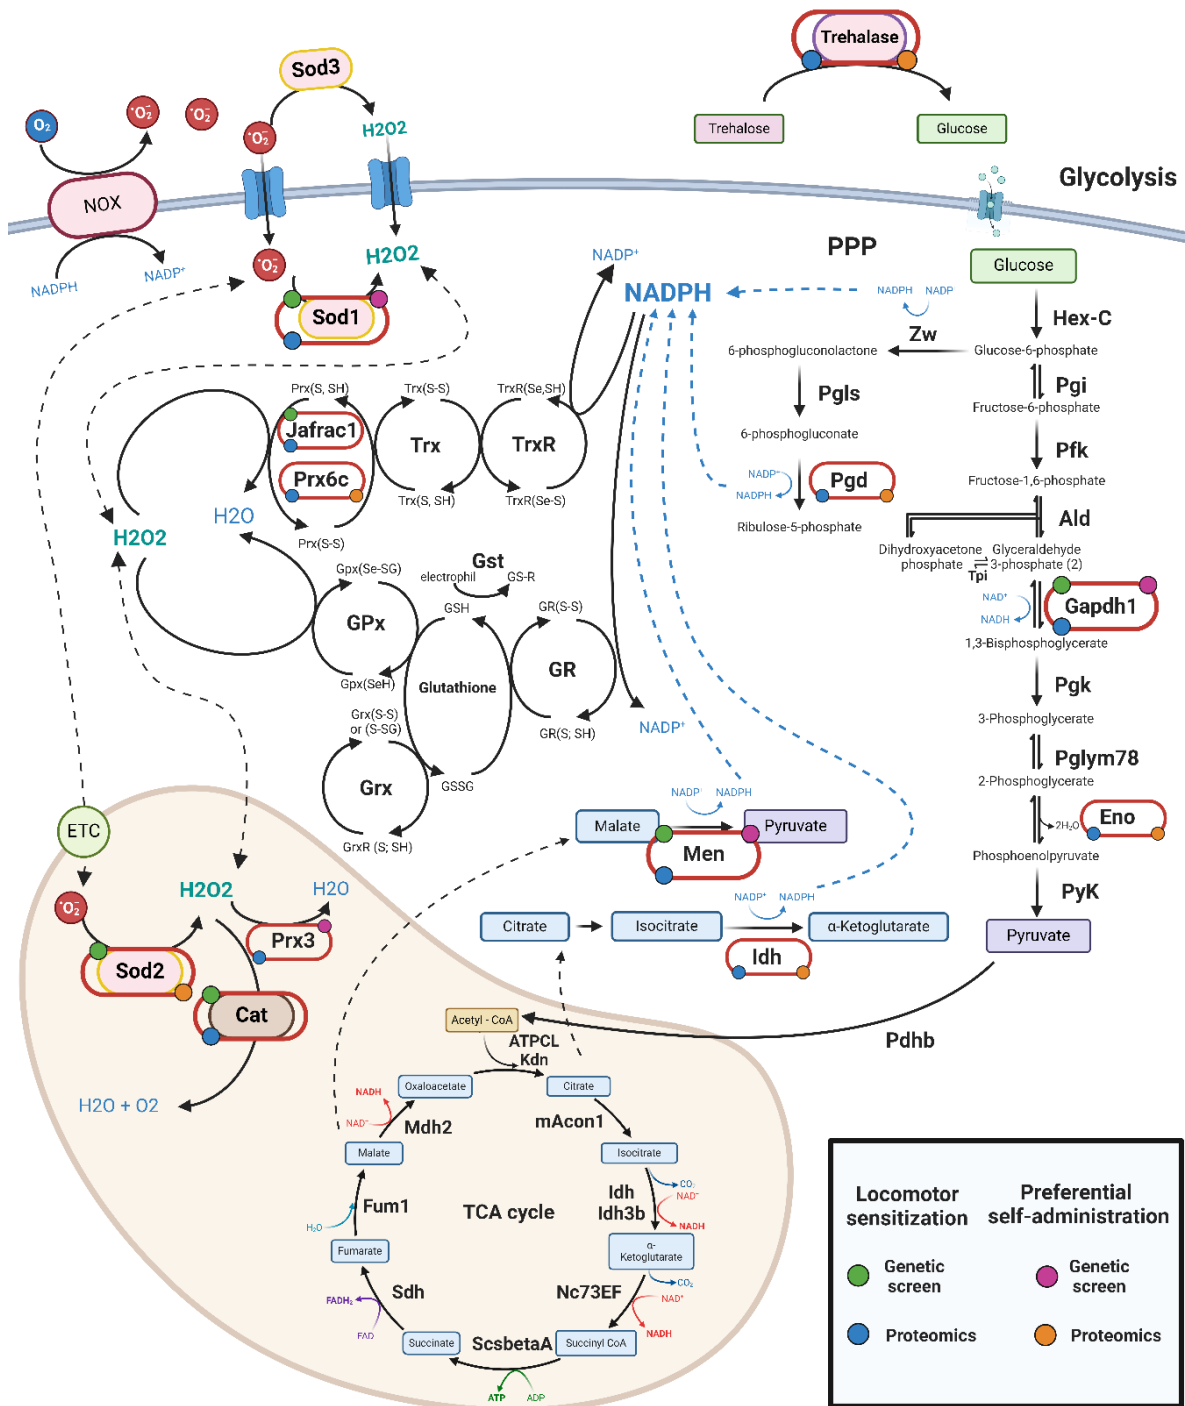 Trehalase
Trehalose
Glucose
Sod3
O₂
•O₂⁻
•O₂⁻
•O₂⁻
H2O2
NOX
NADPH
NADP⁺
•O₂⁻
H2O2
Sod1
Glycolysis
PPP
Glucose
NADP⁺
NADPH
NADPH
NADP
Zw
Hex-C
6-phosphogluconolactone
Glucose-6-phosphate
Pgls
Pgi
Fructose-6-phosphate
6-phosphogluconate
Pfk
NADP⁺
NADPH
Pgd
Fructose-1,6-phosphate
Ribulose-5-phosphate
Ald
Dihydroxyacetone
phosphate
Glyceraldehyde
3-phosphate (2)
Tpi
NAD⁺
NADH
Gapdh1
1,3-Bisphosphoglycerate
Pgk
3-Phosphoglycerate
Pglym78
2-Phosphoglycerate
2H₂O
Eno
Phosphoenolpyruvate
PyK
Pyruvate
Pdhb
Prx(S, SH)
Trx(S-S)
TrxR(Se,SH)
Jafrac1
Prx6c
Trx
TrxR
Prx(S-S)
Trx(S, SH)
TrxR(Se-S)
H2O2
H2O
Gpx(Se-SG)
Gst
electrophil
GS-R
GSH
GR(S-S)
GPx
Glutathione
GR
Gpx(SeH)
GR(S; SH)
NADP⁺
Grx(S-S)
or (S-SG)
Grx
GSSG
GrxR (S; SH)
Malate
NADP⁺
NADPH
Pyruvate
Men
Citrate
Isocitrate
NADP⁺
NADPH
α-Ketoglutarate
Idh
ETC
•O₂⁻
H2O2
H2O
Prx3
Sod2
Cat
H2O + O2
Acetyl - CoA
ATPCL
Kdn
Oxaloacetate
Citrate
NADH
NAD⁺
Mdh2
mAcon1
Malate
Isocitrate
Fum1
TCA cycle
H₂O
Idh
Idh3b
CO₂
NAD⁺
NADH
Fumarate
α-
Ketoglutarate
CO₂
Sdh
Nc73EF
FADH₂
FAD
NAD⁺
NADH
Succinate
ScsbetaA
Succinyl CoA
ATP
ADP
Locomotor
sensitization
Preferential
self-administration
Genetic
screen
Genetic
screen
Proteomics
Proteomics